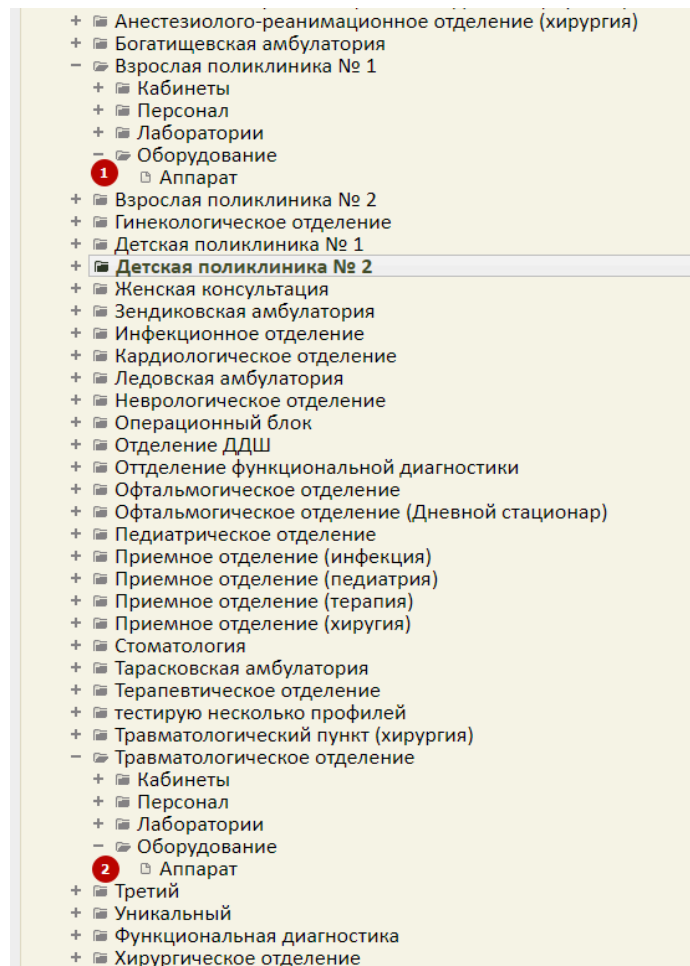 Анестезиолого-реанимационное отделение (хирургия)
Богатищевская амбулатория
Взрослая поликлиника № 1
Кабинеты
Персонал
Лаборатории
Оборудование
1 Аппарат
Взрослая поликлиника № 2
Гинекологическое отделение
Детская поликлиника № 1
Детская поликлиника № 2
Женская консультация
Зендиковская амбулатория
Инфекционное отделение
Кардиологическое отделение
Ледовская амбулатория
Неврологическое отделение
Операционный блок
Отделение ДДШ
Оттделение функциональной диагностики
Офтальмогическое отделение
Офтальмогическое отделение (Дневной стационар)
Педиатрическое отделение
Приемное отделение (инфекция)
Приемное отделение (педиатрия)
Приемное отделение (терапия)
Приемное отделение (хиругия)
Стоматология
Тарасковская амбулатория
Терапевтическое отделение
тестирую несколько профилей
Травматологический пункт (хирургия)
Травматологическое отделение
Кабинеты
Персонал
Лаборатории
Оборудование
2 Аппарат
Третий
Уникальный
Функциональная диагностика
Хирургическое отделение